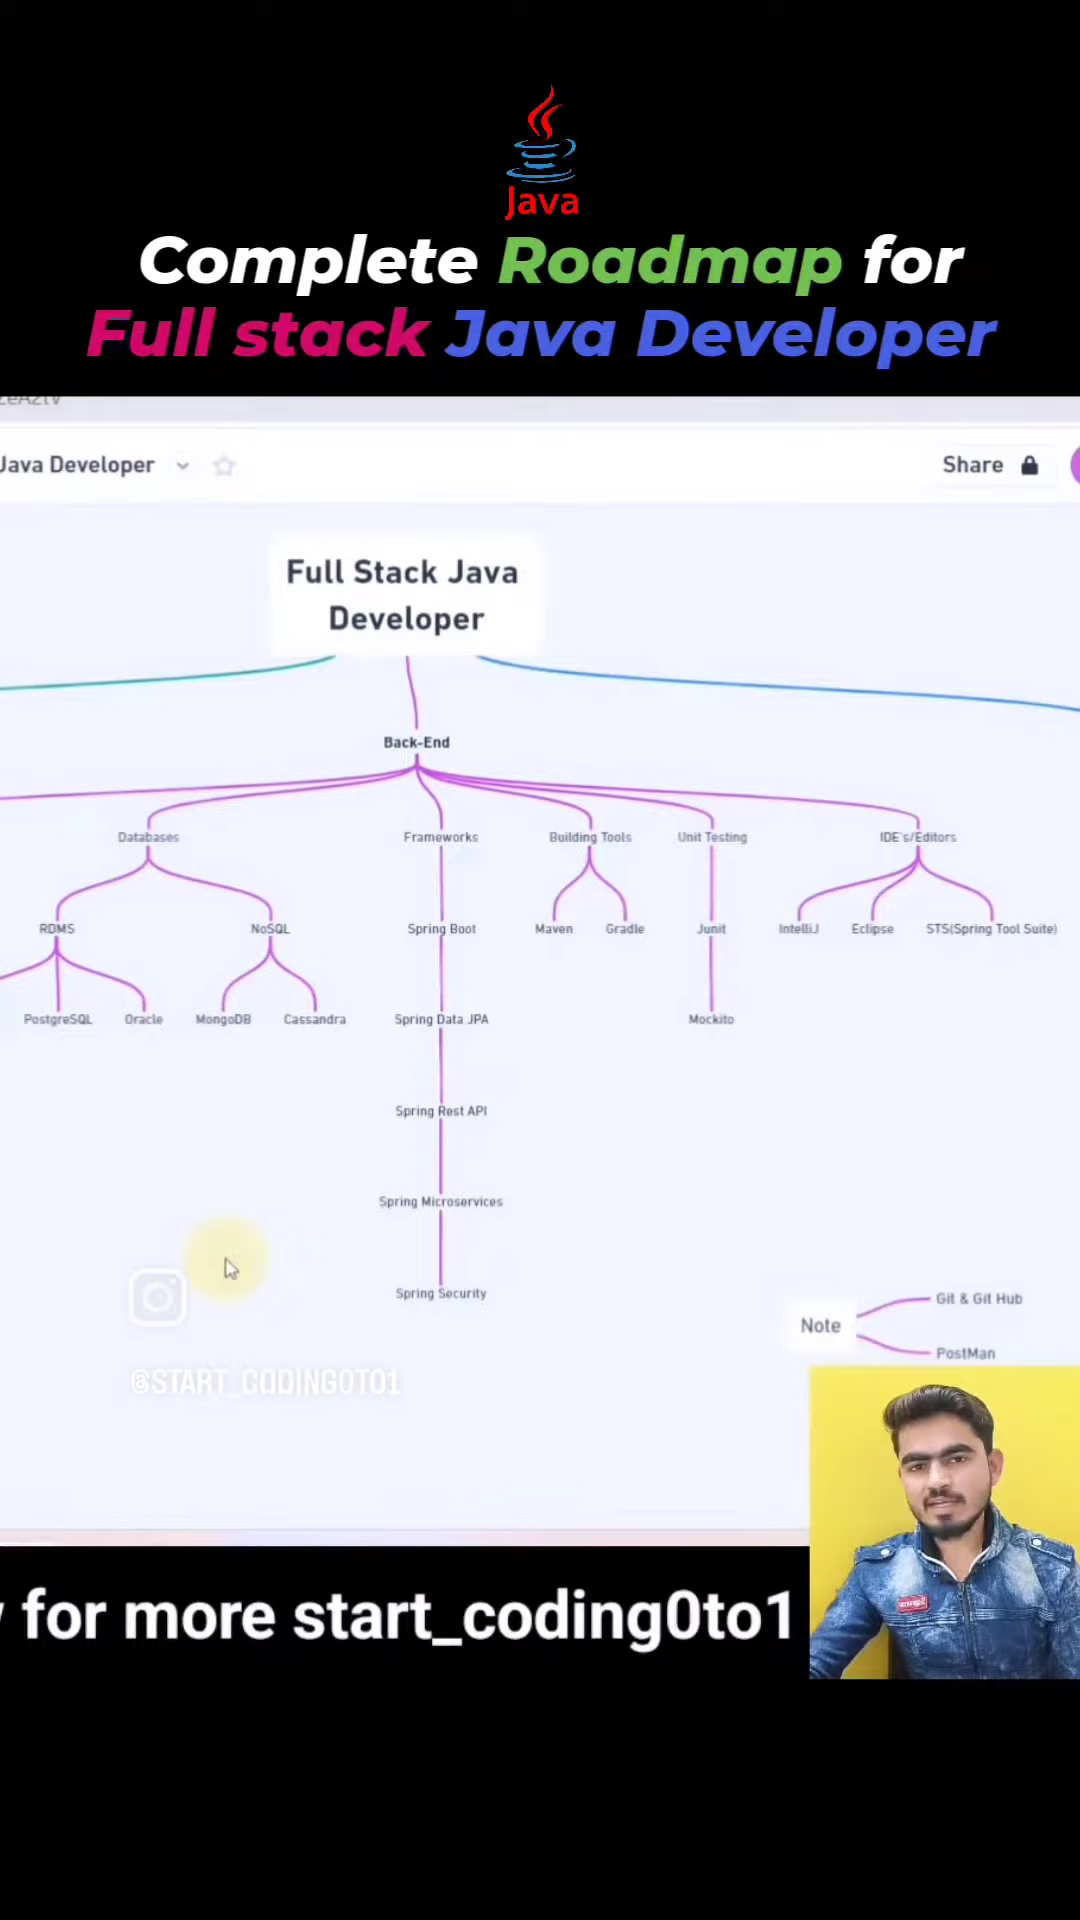 Java
Complete Roadmap for
Full stack Java Developer
Java Developer
Share
Full Stack Java
Developer
Back-End
Databases
Frameworks
Building Tools
Unit Testing
IDE's/Editors
RDMS
NoSQL
Spring Boot
Maven
Gradle
Junit
IntelliJ
Eclipse
STS(Spring Tool Suite)
PostgreSQL
Oracle
MongoDB
Cassandra
Spring Data JPA
Mockito
Spring Rest API
Spring Microservices
Spring Security
Note
Git & Git Hub
PostMan
@START_CODING0TO1
for more start_coding0to1